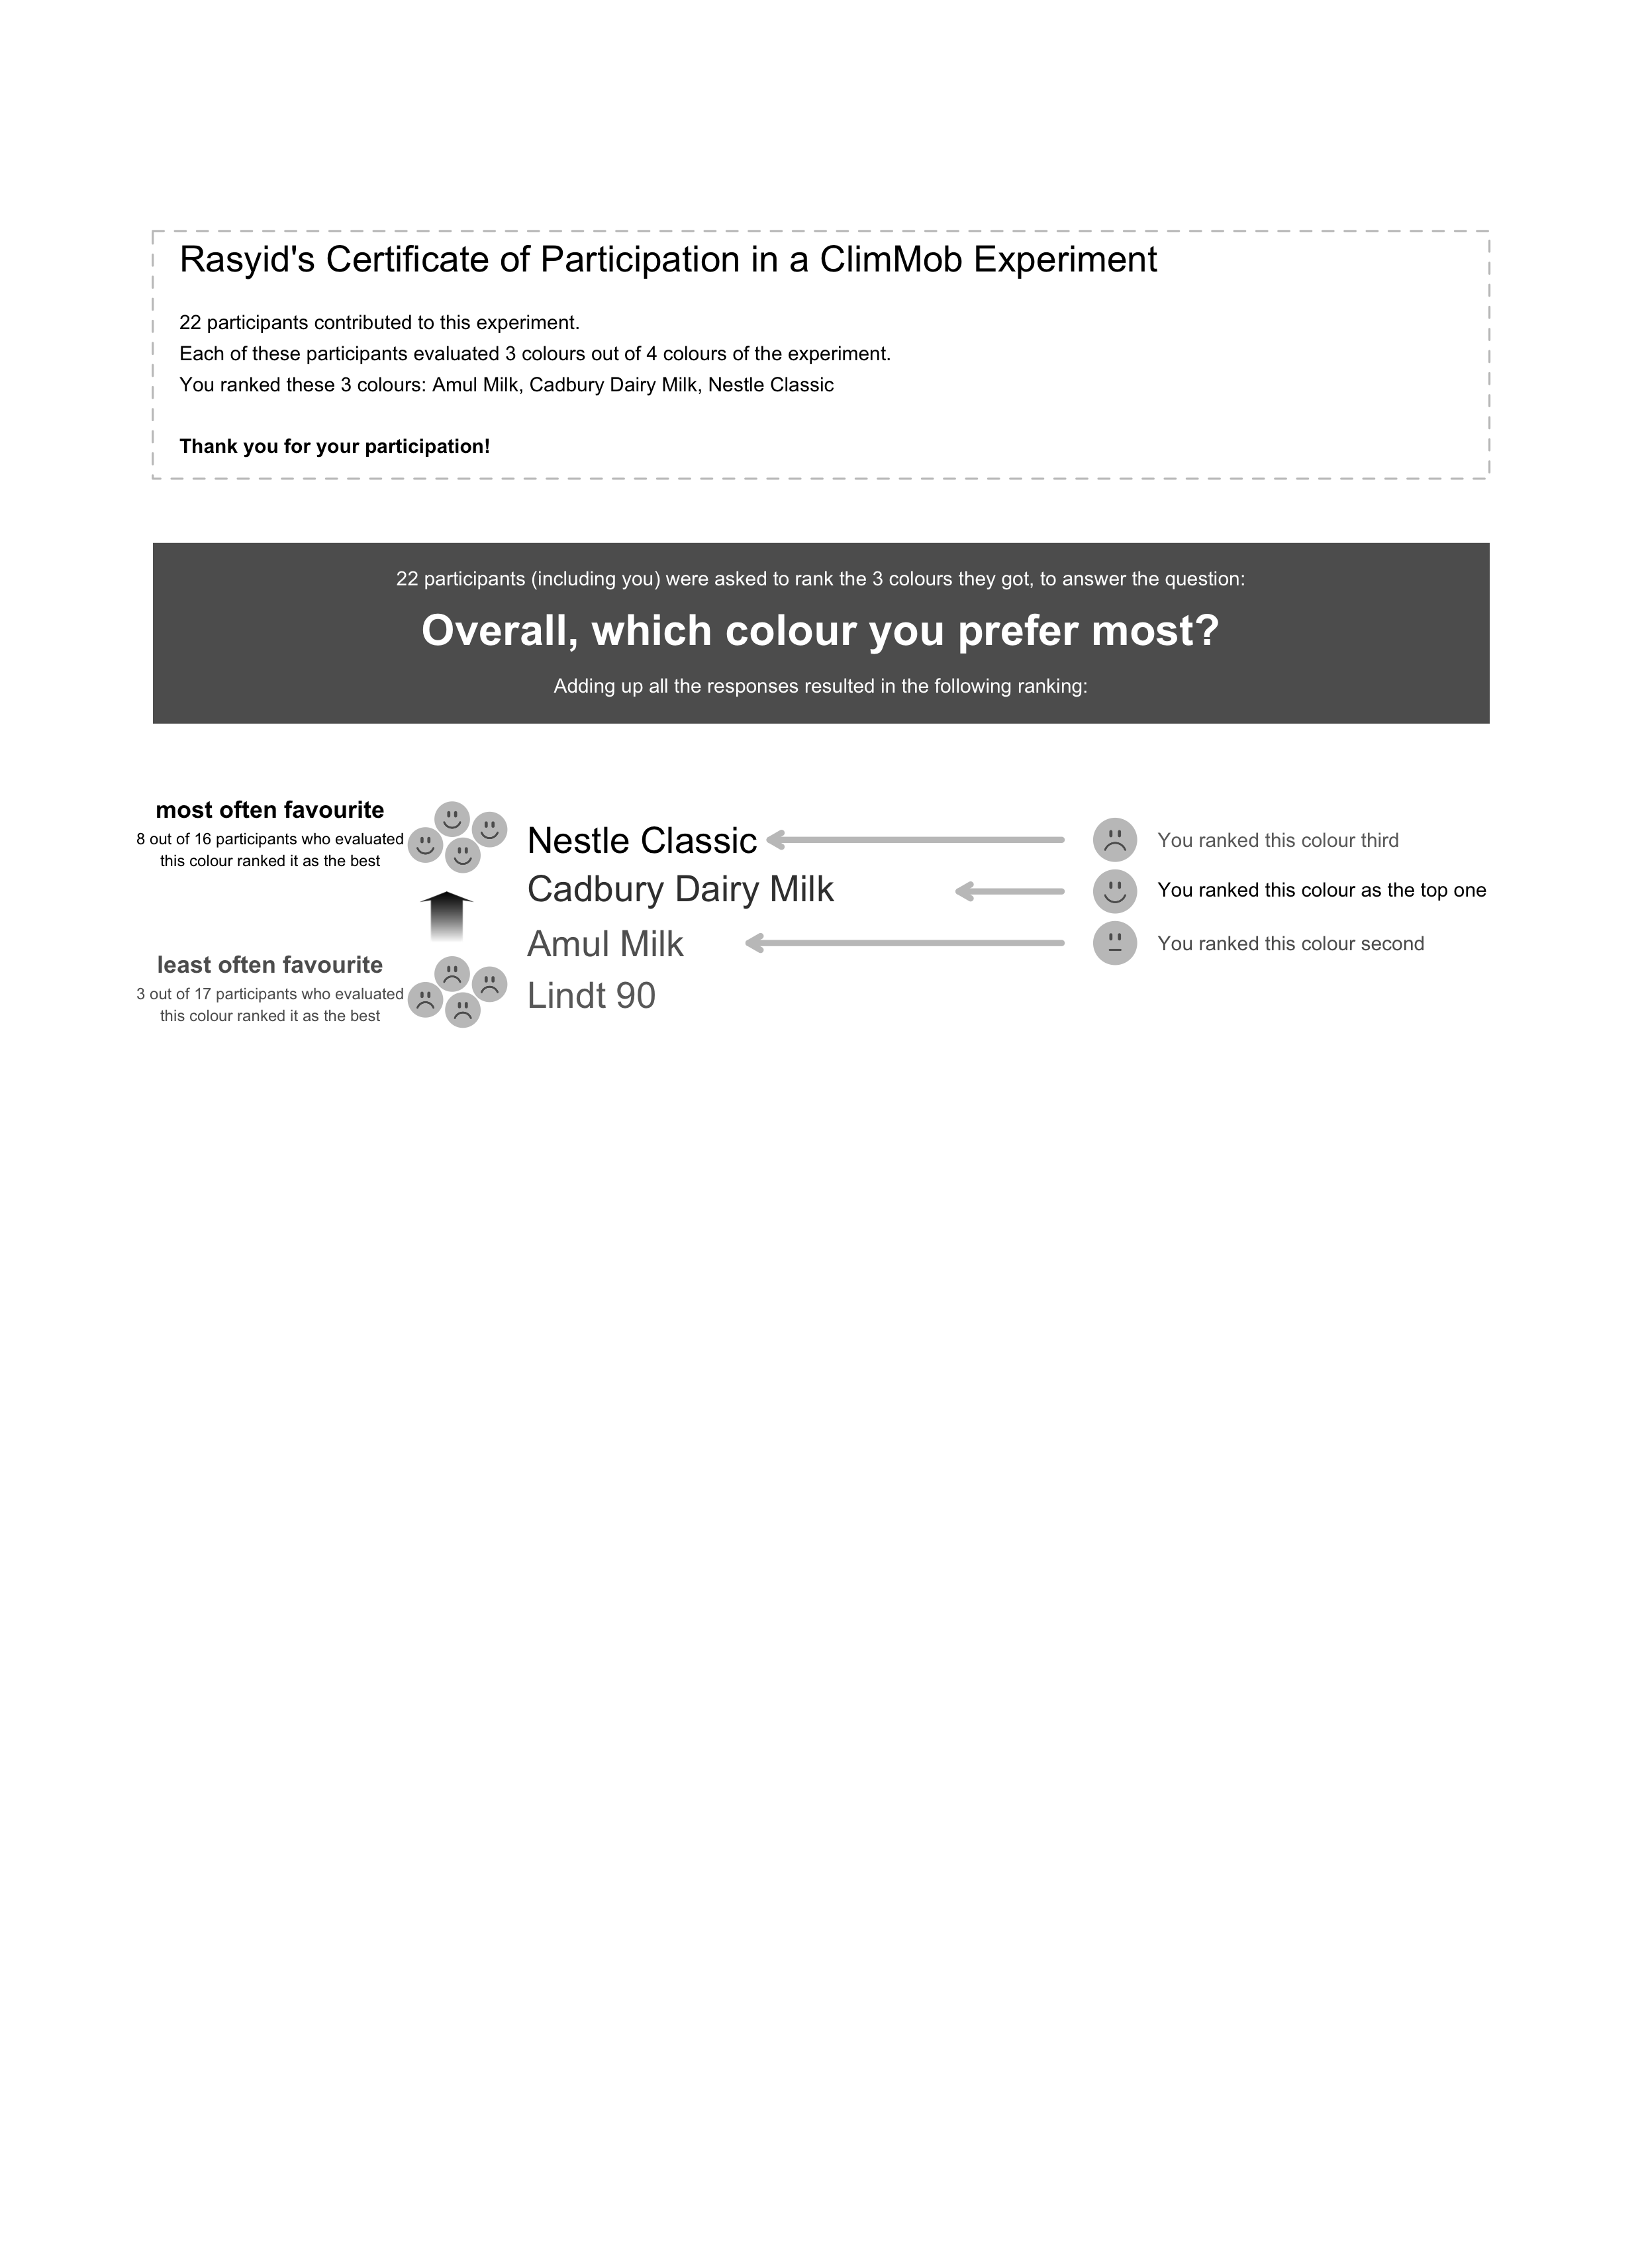 Rasyid's Certificate of Participation in a ClimMob Experiment
22 participants contributed to this experiment.
Each of these participants evaluated 3 colours out of 4 colours of the experiment.
You ranked these 3 colours: Amul Milk, Cadbury Dairy Milk, Nestle Classic
Thank you for your participation!
22 participants (including you) were asked to rank the 3 colours they got, to answer the question:
Overall, which colour you prefer most?
Adding up all the responses resulted in the following ranking:
most often favourite
8 out of 16 participants who evaluated
this colour ranked it as the best
Nestle Classic
You ranked this colour third
Cadbury Dairy Milk
You ranked this colour as the top one
Amul Milk
You ranked this colour second
least often favourite
3 out of 17 participants who evaluated
this colour ranked it as the best
Lindt 90